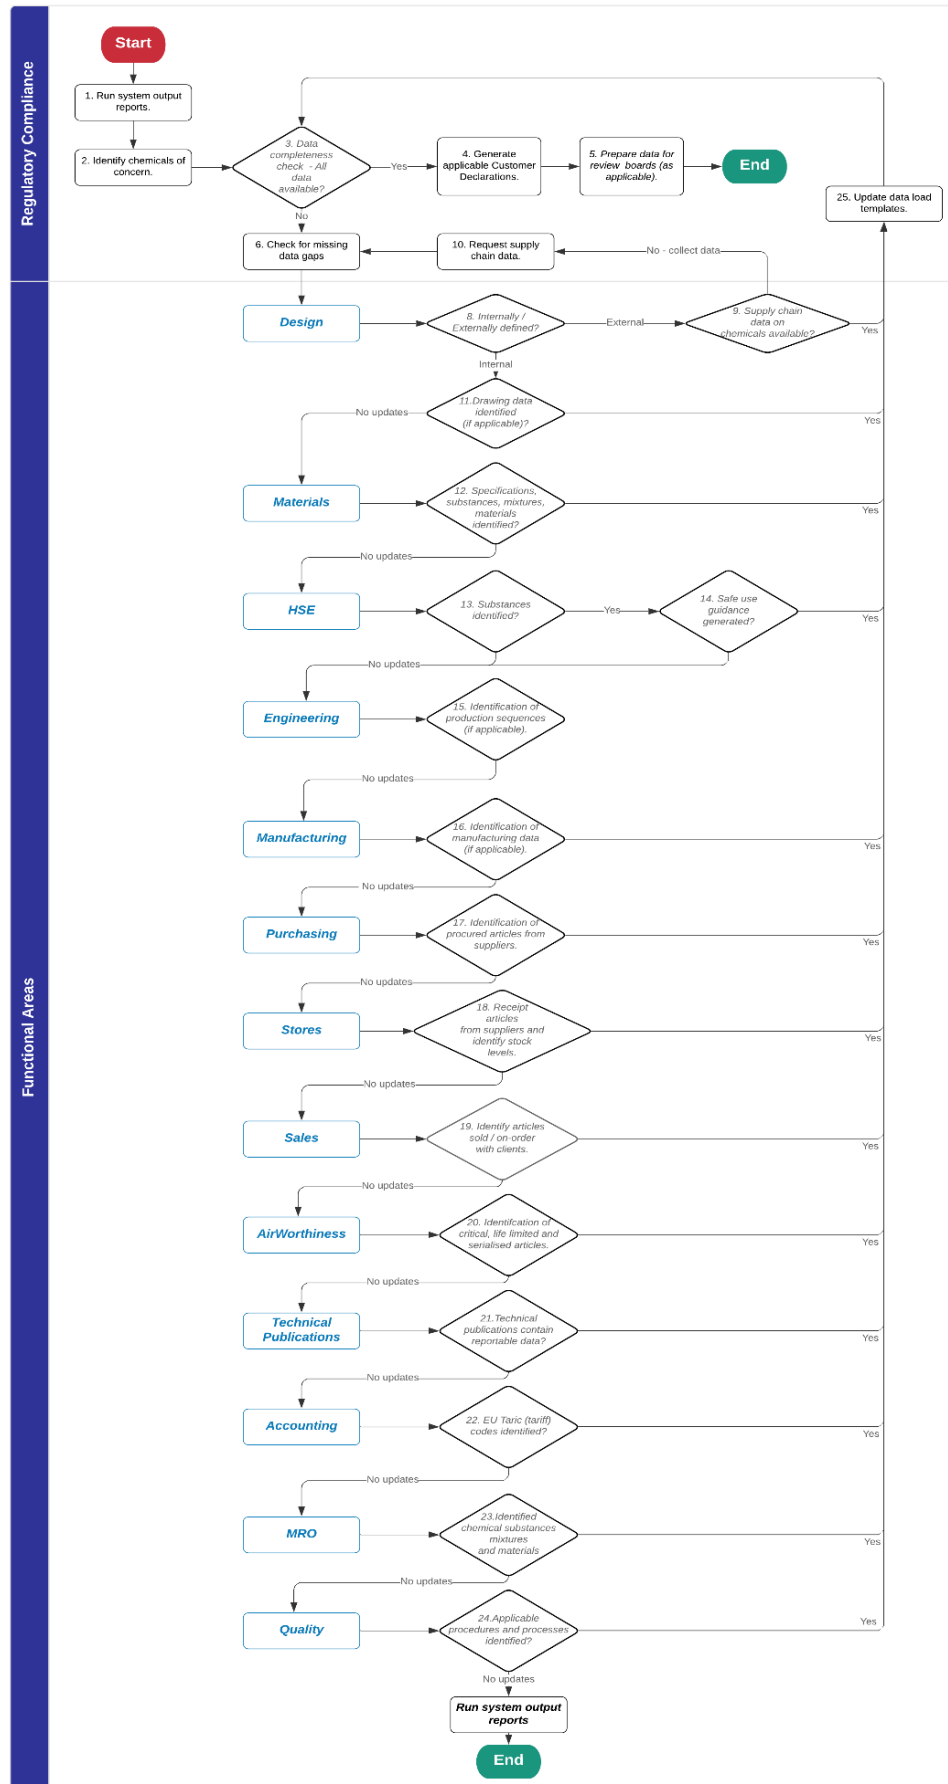 Regulatory Compliance
Start
1. Run system output
reports.
2. Identify chemicals of
concern.
3. Data
completeness
check - All
data
available?
Yes
4. Generate
applicable Customer
Declarations.
5. Prepare data for
review boards (as
applicable).
End
25. Update data load
templates.
No
6. Check for missing
data gaps
10. Request supply
chain data.
No - collect data
Functional Areas
Design
8. Internally /
Externally defined?
External
9. Supply chain
data on
chemicals available?
Yes
Internal
11.Drawing data
identified
(if applicable)?
No updates
Yes
Materials
12. Specifications,
substances, mixtures,
materials
identified?
Yes
No updates
HSE
13. Substances
identified?
Yes
14. Safe use
guidance
generated?
Yes
No updates
Engineering
15. Identification of
production sequences
(if applicable).
No updates
Manufacturing
16. Identification of
manufacturing data
(if applicable).
Yes
No updates
Purchasing
17. Identification of
procured articles from
suppliers.
Yes
No updates
Stores
18. Receipt
articles
from suppliers and
identify stock
levels.
Yes
No updates
Sales
19. Identify articles
sold / on-order
with clients.
Yes
No updates
AirWorthiness
20. Identifcation of
critical, life limited and
serialised articles.
Yes
No updates
Technical
Publications
21.Technical
publications contain
reportable data?
Yes
No updates
Accounting
22. EU Taric (tariff)
codes identified?
Yes
No updates
MRO
23.Identified
chemical substances
mixtures
and materials
Yes
No updates
Quality
24.Applicable
procedures and processes
identified?
Yes
No updates
Run system output
reports
End